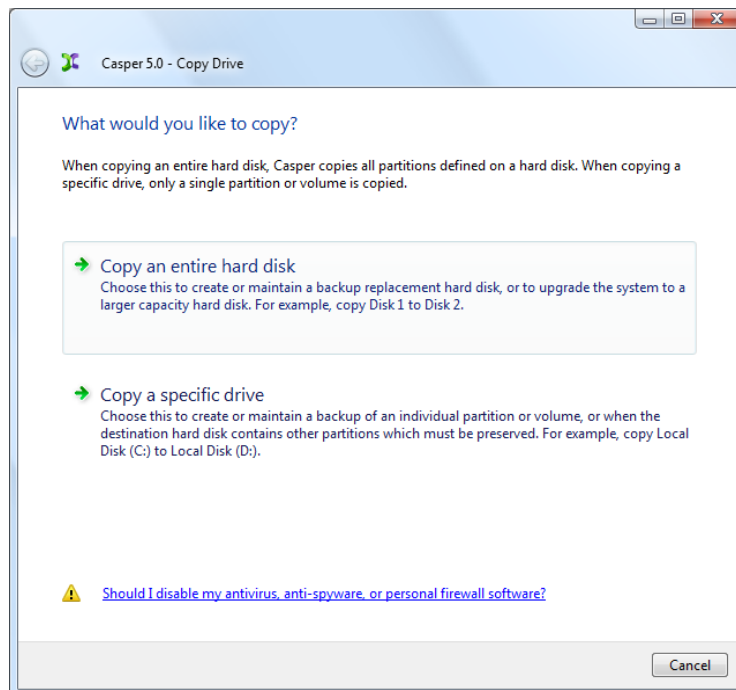 Casper 5.0 - Copy Drive
What would you like to copy?
When copying an entire hard disk, Casper copies all partitions defined on a hard disk. When copying a
specific drive, only a single partition or volume is copied.
Copy an entire hard disk
Choose this to create or maintain a backup replacement hard disk, or to upgrade the system to a
larger capacity hard disk. For example, copy Disk 1 to Disk 2.
Copy a specific drive
Choose this to create or maintain a backup of an individual partition or volume, or when the
destination hard disk contains other partitions which must be preserved. For example, copy Local
Disk (C:) to Local Disk (D:).
Should I disable my antivirus, anti-spyware, or personal firewall software?
Cancel